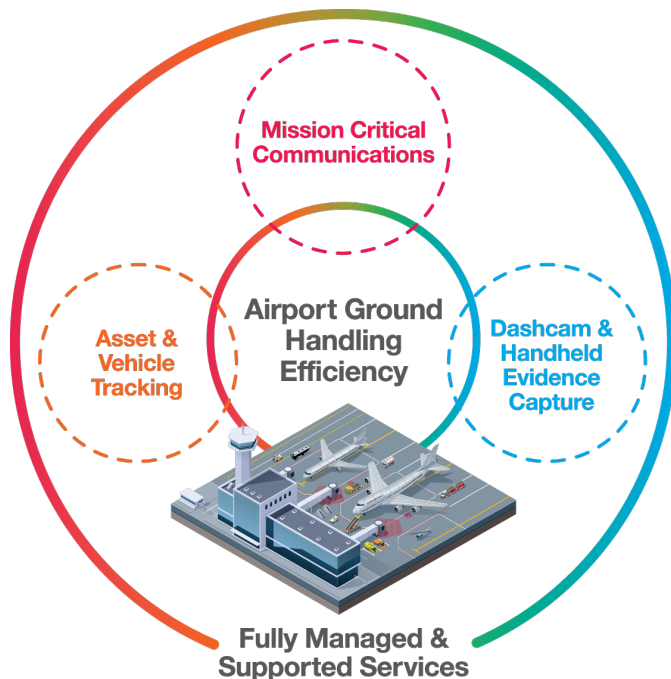 Mission Critical
Communications
Airport Ground
Handling
Efficiency
Asset &
Vehicle
Tracking
Dashcam &
Handheld
Evidence
Capture
Fully Managed &
Supported Services